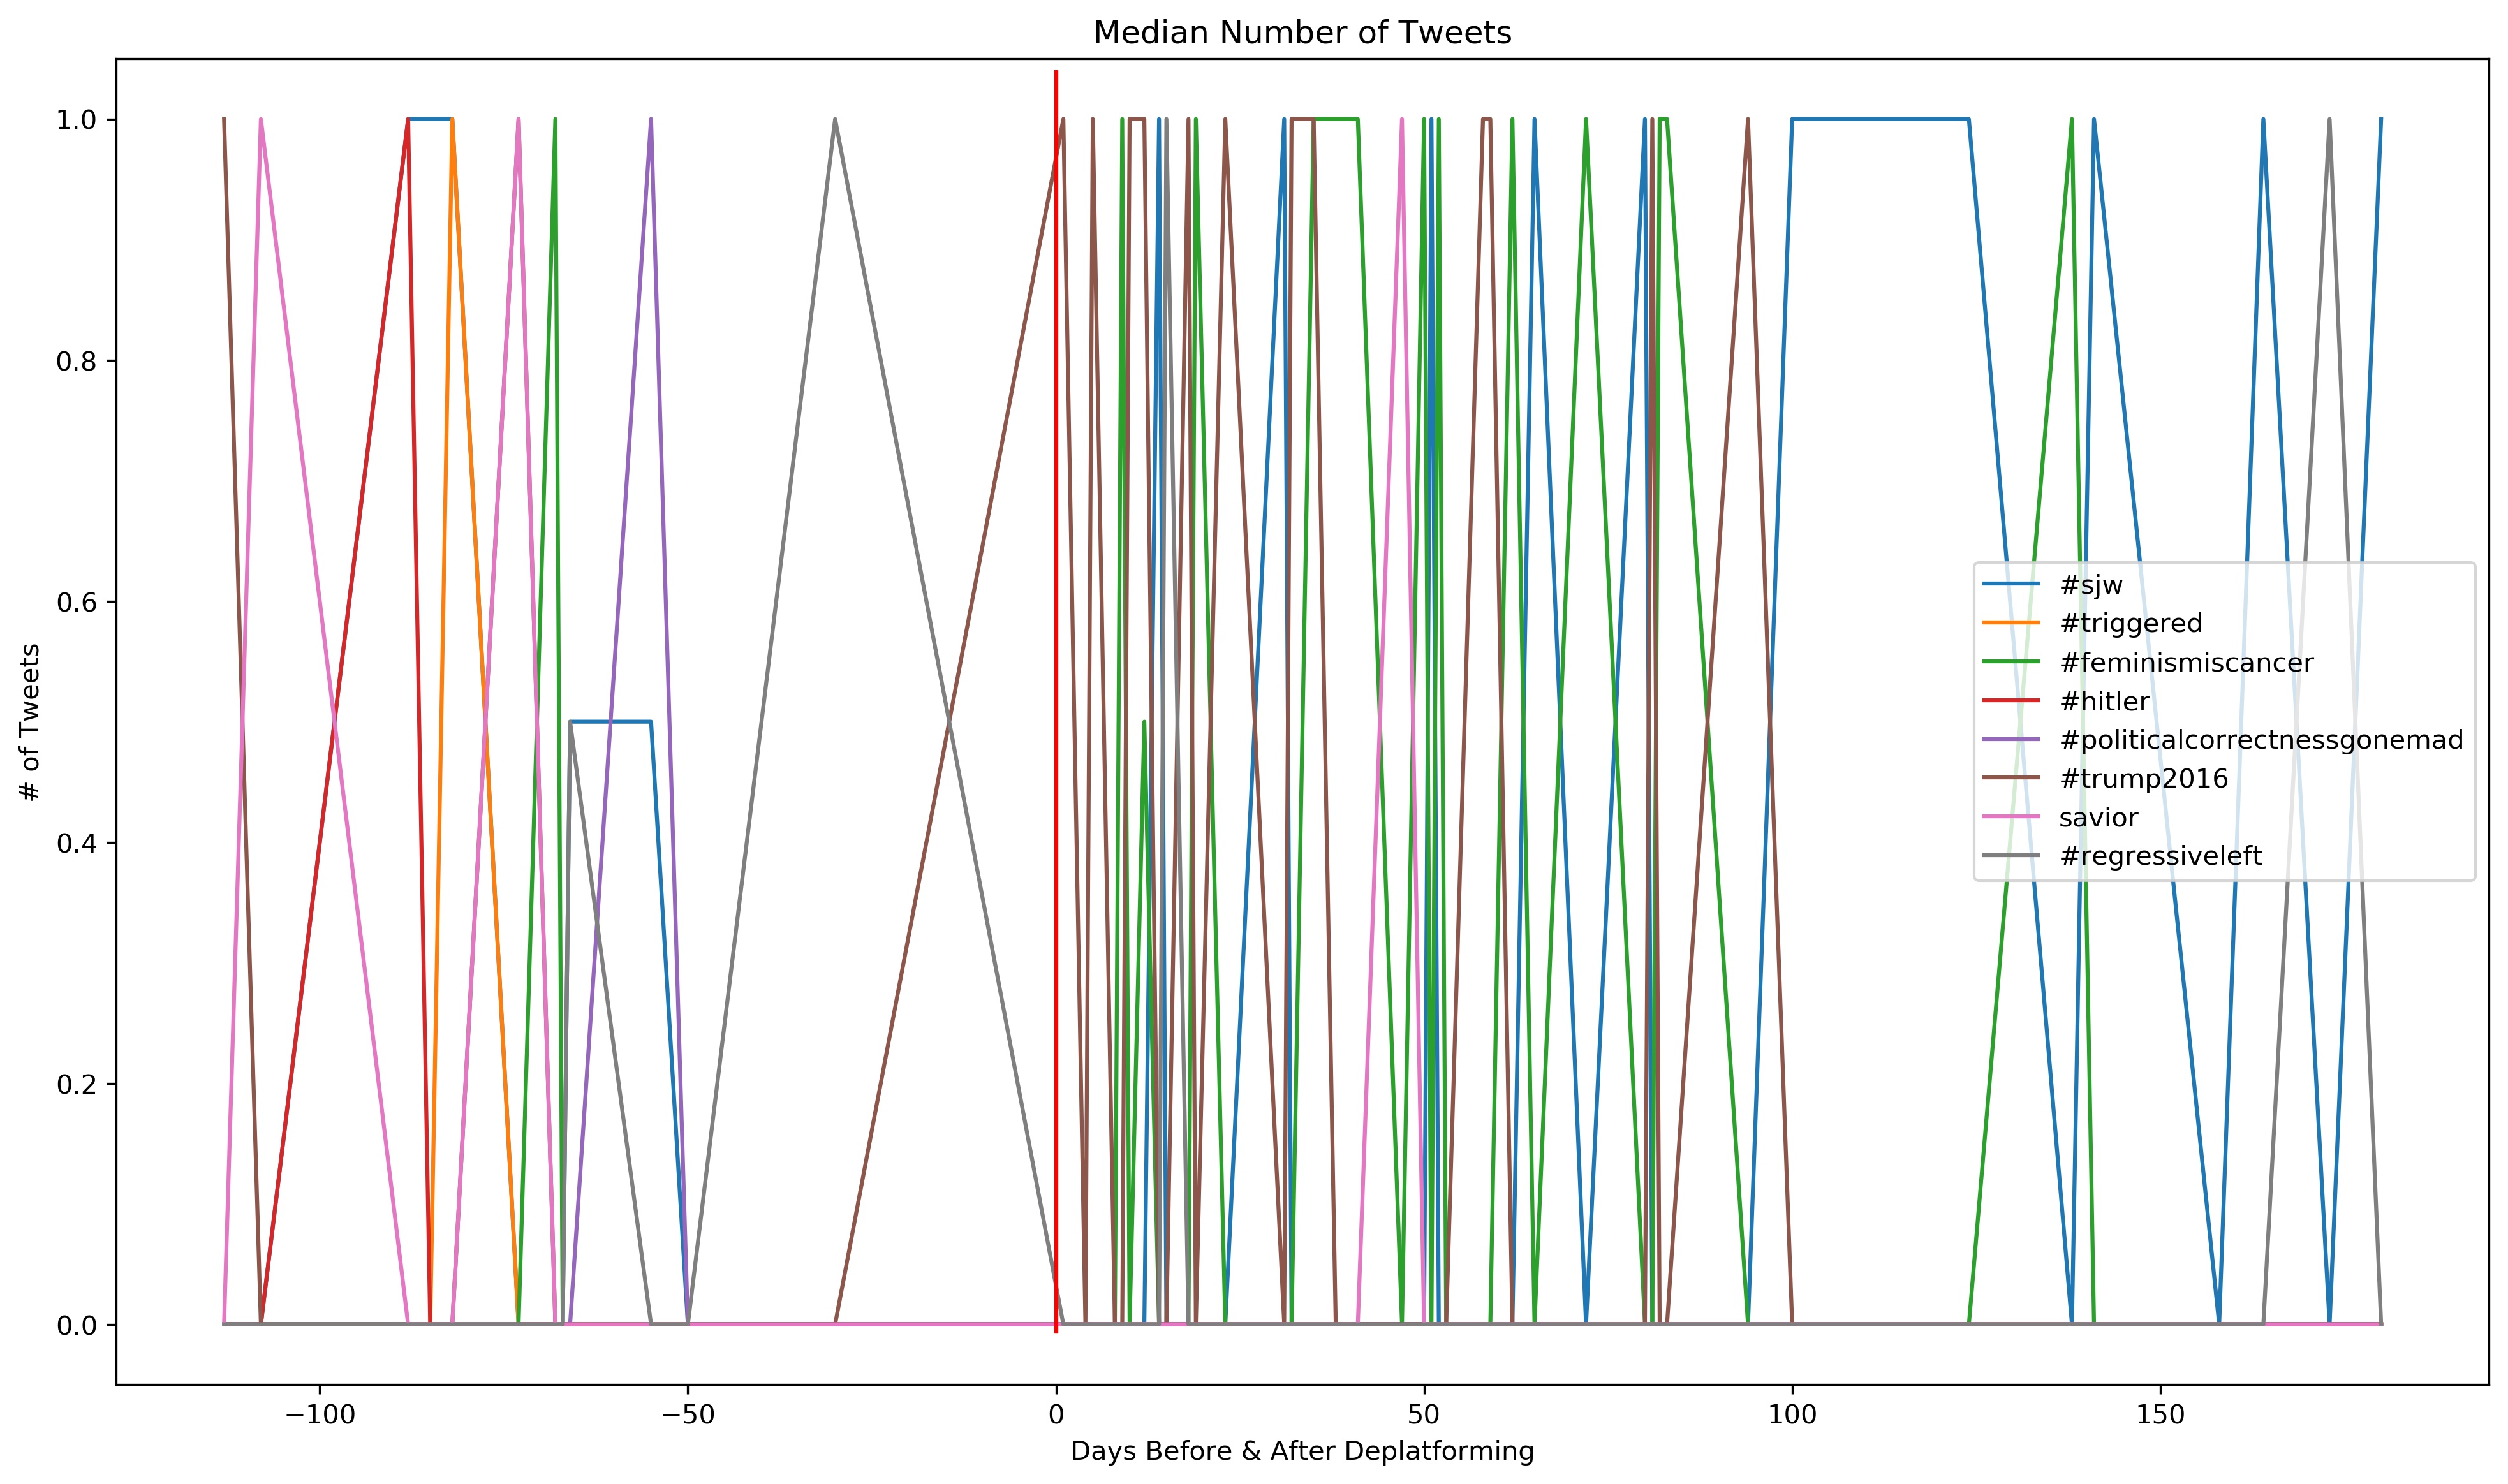 Median Number of Tweets
# of Tweets
1.0
0.8
0.6
0.4
0.2
0.0
#sjw
#triggered
#feminismiscancer
#hitler
#politicalcorrectnessgonemad
#trump2016
savior
#regressiveleft
−100 −50 0 50 100 150
Days Before & After Deplatforming